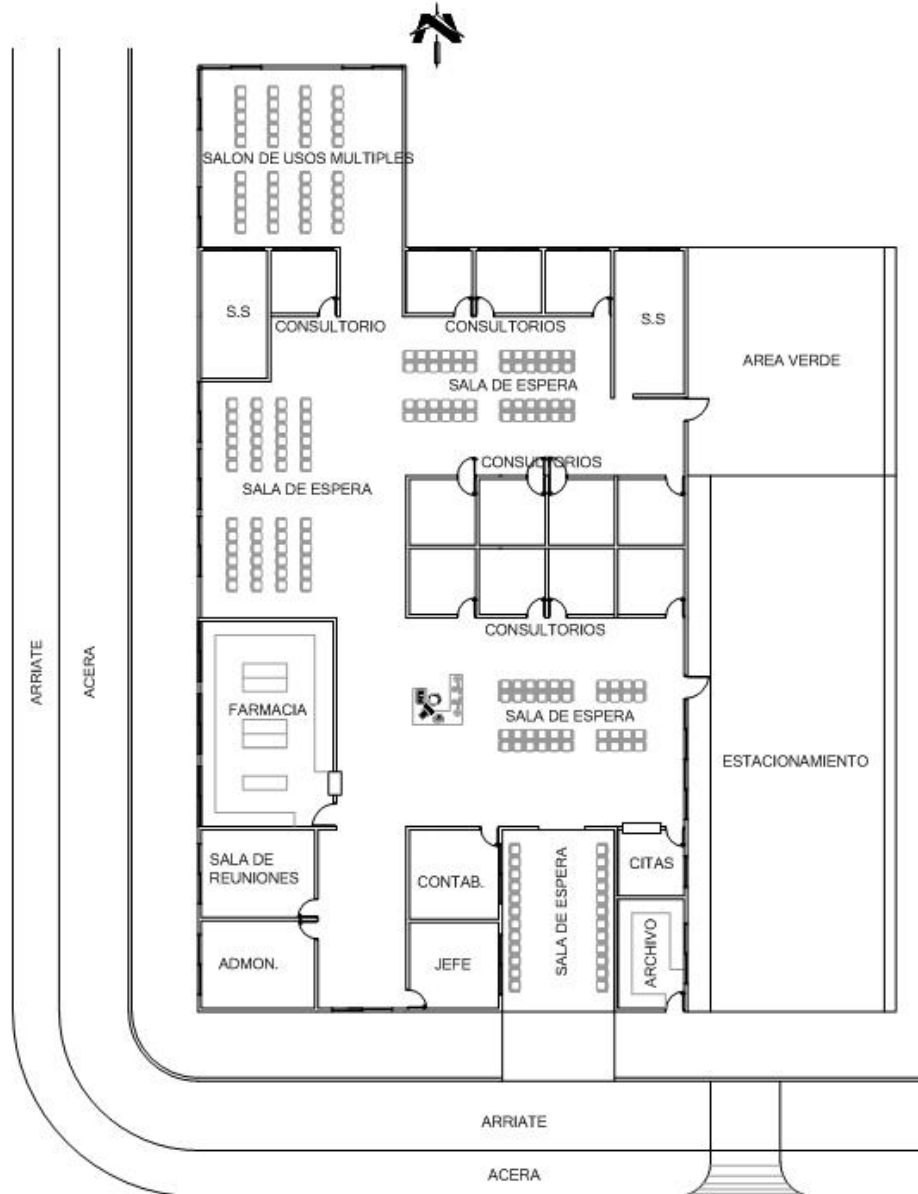 N
SALON DE USOS MULTIPLES
S.S
CONSULTORIO
CONSULTORIOS
S.S
SALA DE ESPERA
AREA VERDE
CONSULTORIOS
SALA DE ESPERA
CONSULTORIOS
ARRIATE
ACERA
FARMACIA
SALA DE ESPERA
ESTACIONAMIENTO
SALA DE
REUNIONES
CONTAB.
SALA DE ESPERA
CITAS
ADMON.
JEFE
ARCHIVO
ARRIATE
ACERA